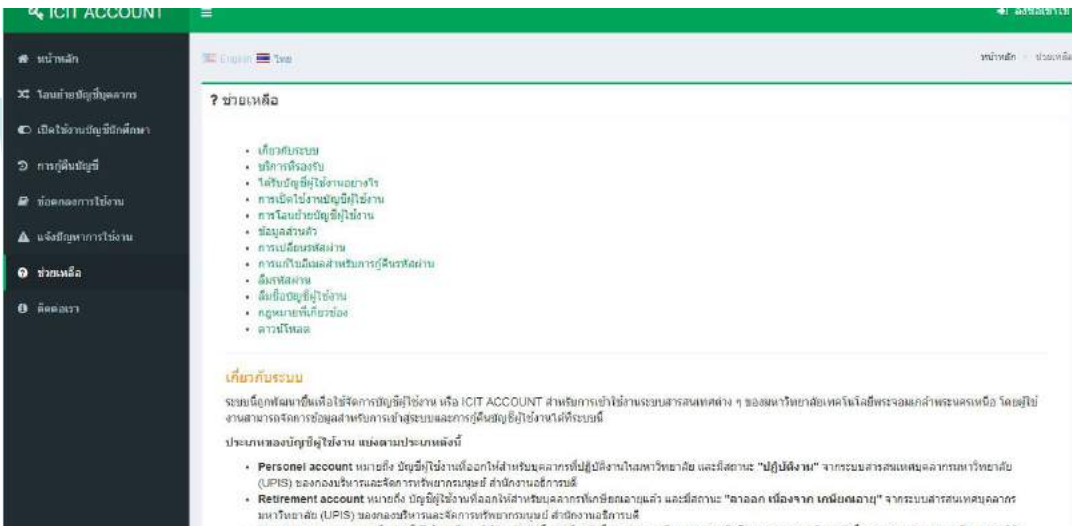 ICIT ACCOUNT
ลงชื่อเข้าใช้
หน้าหลัก
English ไทย
หน้าหลัก ช่วยเหลือ
โอนย้ายบัญชีบุคลากร
? ช่วยเหลือ
เปิดใช้งานบัญชีนักศึกษา
การกู้คืนบัญชี
ข้อตกลงการใช้งาน
แจ้งปัญหาการใช้งาน
ช่วยเหลือ
ติดต่อเรา
• เกี่ยวกับระบบ
• บริการที่รองรับ
• ได้รับบัญชีผู้ใช้งานอย่างไร
• การเปิดใช้งานบัญชีผู้ใช้งาน
• การโอนย้ายบัญชีผู้ใช้งาน
• ข้อมูลส่วนตัว
• การเปลี่ยนรหัสผ่าน
• การแก้ไขอีเมลสำหรับการกู้คืนรหัสผ่าน
• ลืมรหัสผ่าน
• ลืมชื่อบัญชีผู้ใช้งาน
• กฎหมายที่เกี่ยวข้อง
• ดาวน์โหลด
เกี่ยวกับระบบ
ระบบนี้ถูกพัฒนาขึ้นเพื่อใช้จัดการบัญชีผู้ใช้งาน หรือ ICIT ACCOUNT สำหรับการเข้าใช้งานระบบสารสนเทศต่าง ๆ ของมหาวิทยาลัยเทคโนโลยีพระจอมเกล้าพระนครเหนือ โดยผู้ใช้
งานสามารถจัดการข้อมูลสำหรับการเข้าสู่ระบบและการกู้คืนบัญชีผู้ใช้งานได้ที่ระบบนี้
ประเภทของบัญชีผู้ใช้งาน แบ่งตามประเภทดังนี้
• Personel account หมายถึง บัญชีผู้ใช้งานที่ออกให้สำหรับบุคลากรที่ปฏิบัติงานในมหาวิทยาลัย และมีสถานะ "ปฏิบัติงาน" จากระบบสารสนเทศบุคลากรมหาวิทยาลัย
(UPIS) ของกองบริหารและจัดการทรัพยากรมนุษย์ สำนักงานอธิการบดี
• Retirement account หมายถึง บัญชีผู้ใช้งานที่ออกให้สำหรับบุคลากรที่เกษียณอายุแล้ว และมีสถานะ "ลาออก เนื่องจาก เกษียณอายุ" จากระบบสารสนเทศบุคลากร
มหาวิทยาลัย (UPIS) ของกองบริหารและจัดการทรัพยากรมนุษย์ สำนักงานอธิการบดี